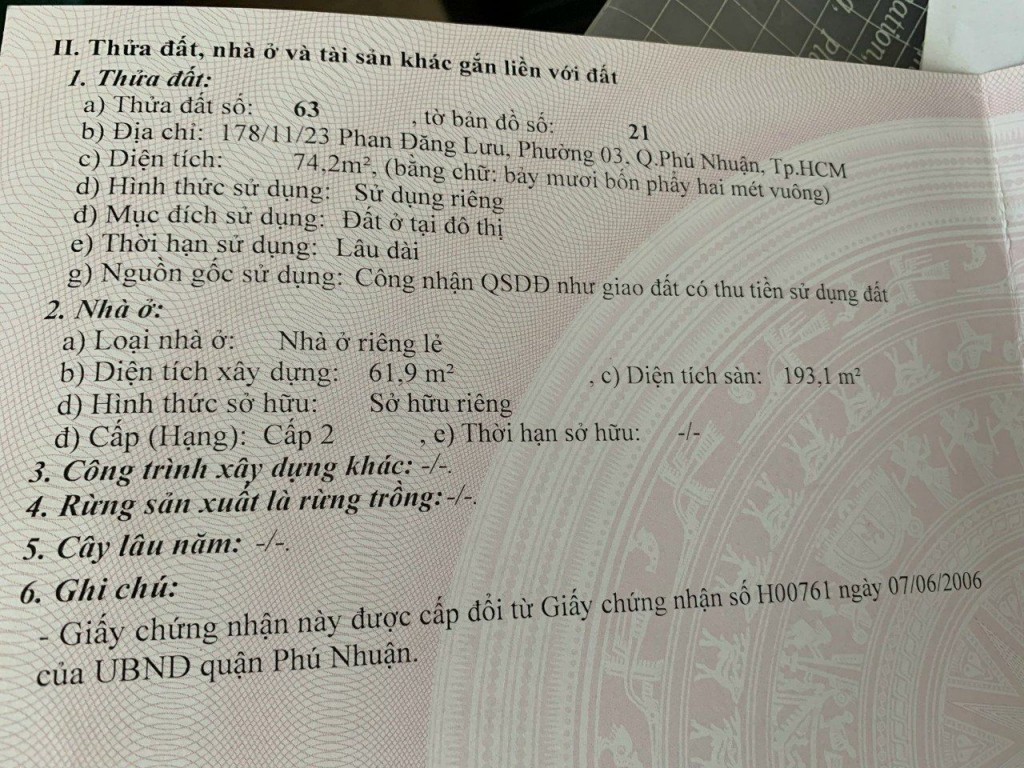 II. Thửa đất, nhà ở và tài sản khác gắn liền với đất
1. Thửa đất:
a) Thửa đất số: 63 , tờ bản đồ số: 21
b) Địa chỉ: 178/11/23 Phan Đăng Lưu, Phường 03, Q.Phú Nhuận, Tp.HCM
c) Diện tích: 74,2m², (bằng chữ: bảy mươi bốn phẩy hai mét vuông)
d) Hình thức sử dụng: Sử dụng riêng
đ) Mục đích sử dụng: Đất ở tại đô thị
e) Thời hạn sử dụng: Lâu dài
g) Nguồn gốc sử dụng: Công nhận QSDĐ như giao đất có thu tiền sử dụng đất
2. Nhà ở:
a) Loại nhà ở: Nhà ở riêng lẻ
b) Diện tích xây dựng: 61,9 m² , c) Diện tích sàn: 193,1 m²
d) Hình thức sở hữu: Sở hữu riêng
đ) Cấp (Hạng): Cấp 2 , e) Thời hạn sở hữu: -/-
3. Công trình xây dựng khác: -/-.
4. Rừng sản xuất là rừng trồng: -/-.
5. Cây lâu năm: -/-.
6. Ghi chú:
- Giấy chứng nhận này được cấp đổi từ Giấy chứng nhận số H00761 ngày 07/06/2006
của UBND quận Phú Nhuận.